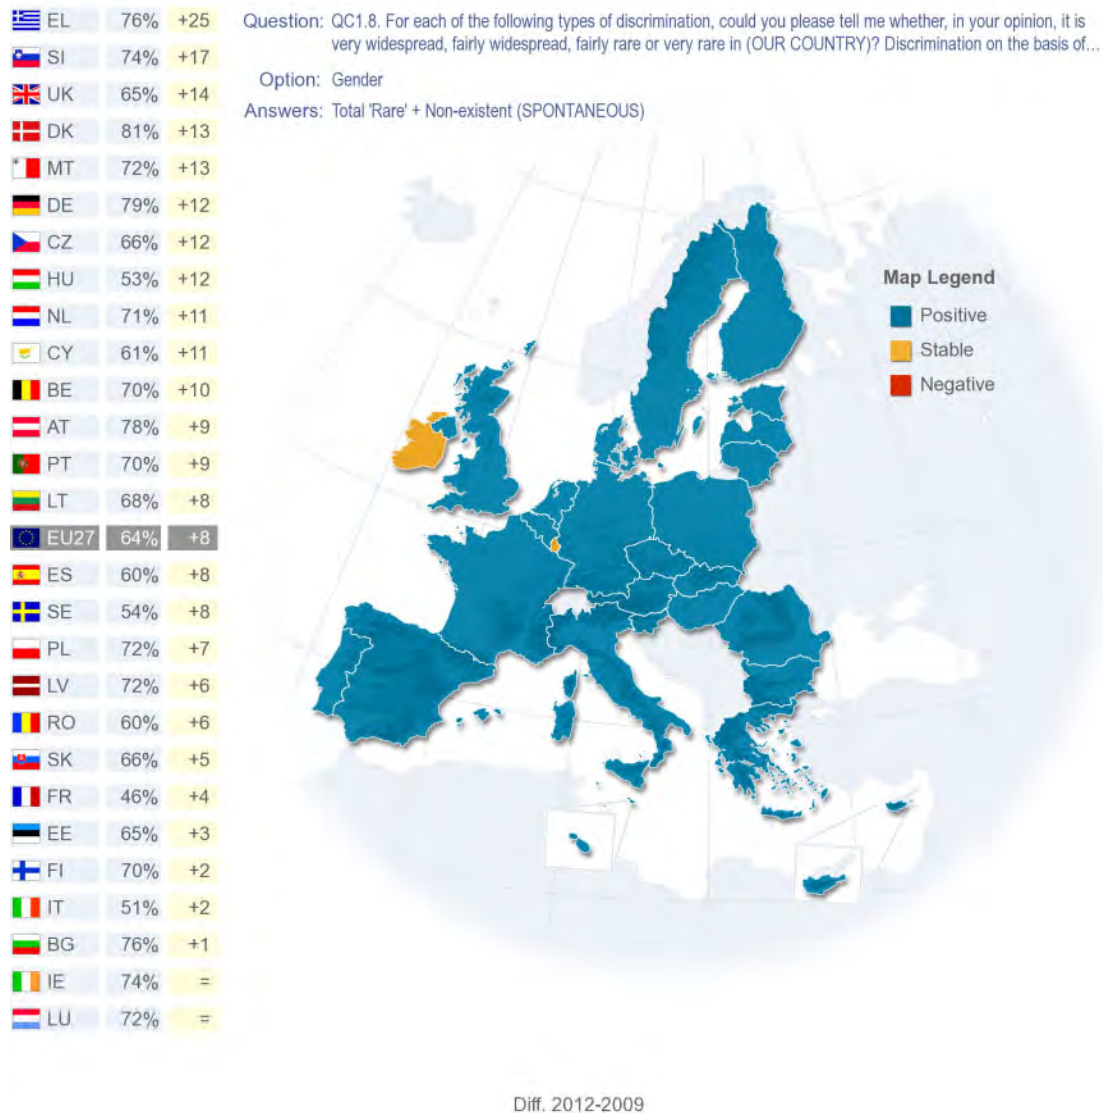 EL 76% +25
SI 74% +17
UK 65% +14
DK 81% +13
MT 72% +13
DE 79% +12
CZ 66% +12
HU 53% +12
NL 71% +11
CY 61% +11
BE 70% +10
AT 78% +9
PT 70% +9
LT 68% +8
EU27 64% +8
ES 60% +8
SE 54% +8
PL 72% +7
LV 72% +6
RO 60% +6
SK 66% +5
FR 46% +4
EE 65% +3
FI 70% +2
IT 51% +2
BG 76% +1
IE 74% =
LU 72% =
Question: QC1.8. For each of the following types of discrimination, could you please tell me whether, in your opinion, it is
very widespread, fairly widespread, fairly rare or very rare in (OUR COUNTRY)? Discrimination on the basis of...
Option: Gender
Answers: Total 'Rare' + Non-existent (SPONTANEOUS)
Map Legend
Positive
Stable
Negative
Diff. 2012-2009